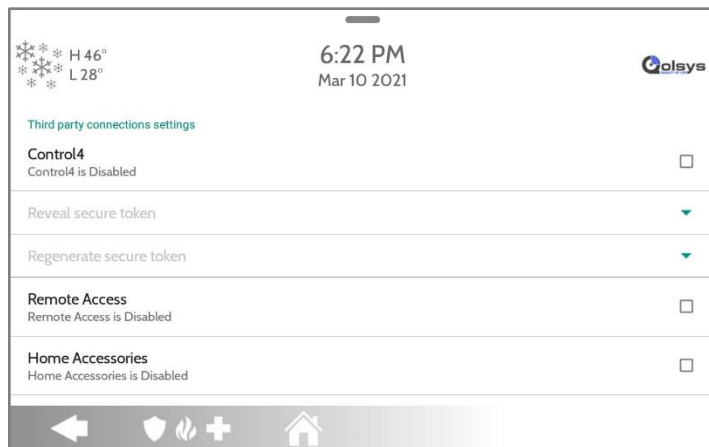 H 46°
L 28°
6:22 PM
Mar 10 2021
Qolsys
Third party connections settings
Control4
Control4 is Disabled
Reveal secure token
Regenerate secure token
Remote Access
Remote Access is Disabled
Home Accessories
Home Accessories is Disabled